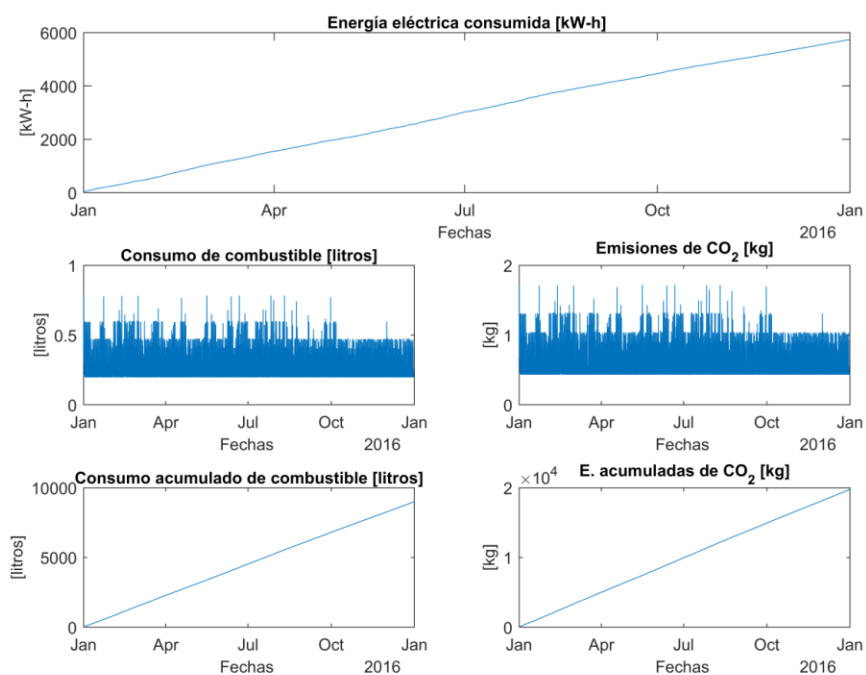 Energía eléctrica consumida [kW-h]
6000
4000
2000
0
[kW-h]
Jan Apr Jul Oct Jan
Fechas 2016
Consumo de combustible [litros]
1
0.5
0
[litros]
Jan Apr Jul Oct Jan
Fechas 2016
Emisiones de CO2 [kg]
2
1
0
[kg]
Jan Apr Jul Oct Jan
Fechas 2016
Consumo acumulado de combustible [litros]
10000
5000
0
[litros]
Jan Apr Jul Oct Jan
Fechas 2016
E. acumuladas de CO2 [kg]
×10^4
2
1
0
[kg]
Jan Apr Jul Oct Jan
Fechas 2016